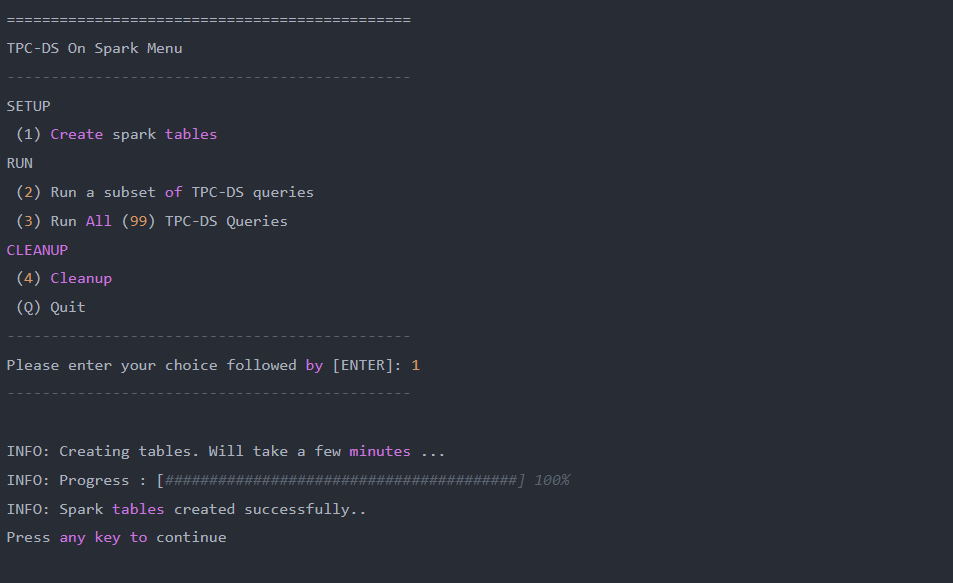 ==============================================
TPC-DS On Spark Menu
----------------------------------------------
SETUP
 (1) Create spark tables
RUN
 (2) Run a subset of TPC-DS queries
 (3) Run All (99) TPC-DS Queries
CLEANUP
 (4) Cleanup
 (Q) Quit
----------------------------------------------
Please enter your choice followed by [ENTER]: 1
----------------------------------------------
INFO: Creating tables. Will take a few minutes ...
INFO: Progress : [########################################] 100%
INFO: Spark tables created successfully..
Press any key to continue